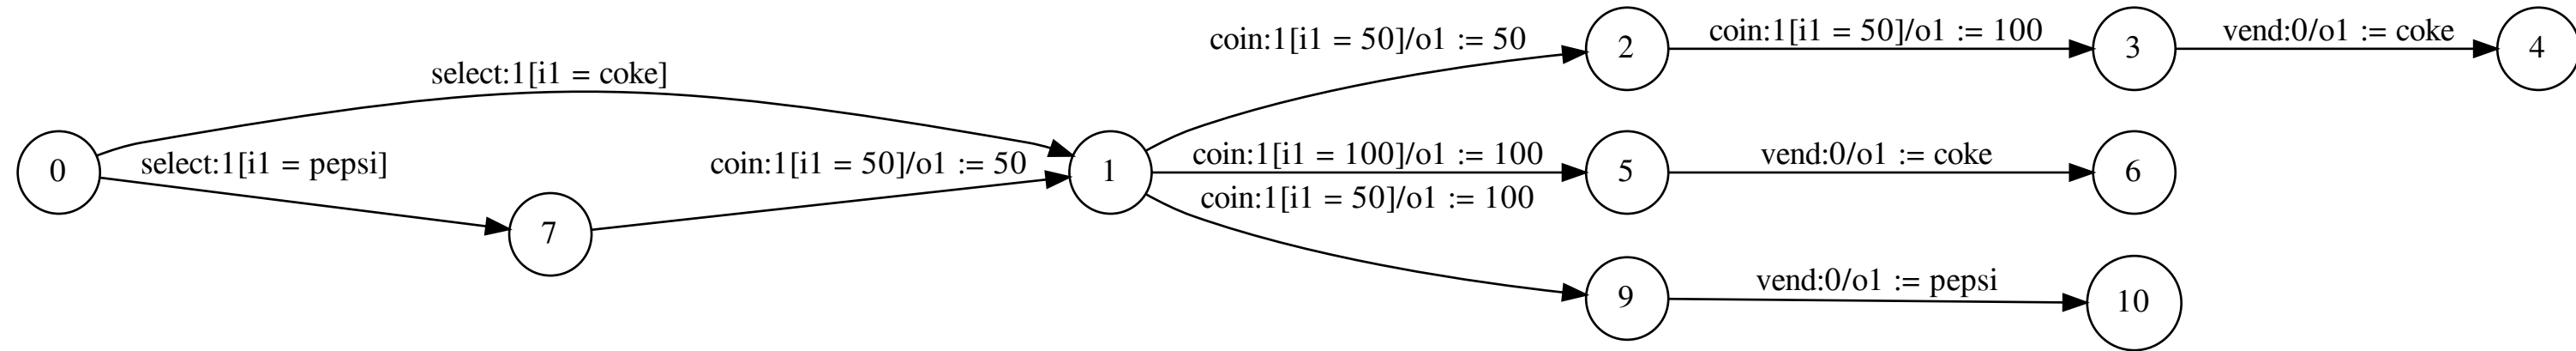 coin:1[i1 = 50]/o1 := 50
2
coin:1[i1 = 50]/o1 := 100
3
vend:0/o1 := coke
4
select:1[i1 = coke]
0
select:1[i1 = pepsi]
coin:1[i1 = 50]/o1 := 50
1
coin:1[i1 = 100]/o1 := 100
5
vend:0/o1 := coke
6
7
coin:1[i1 = 50]/o1 := 100
9
vend:0/o1 := pepsi
10